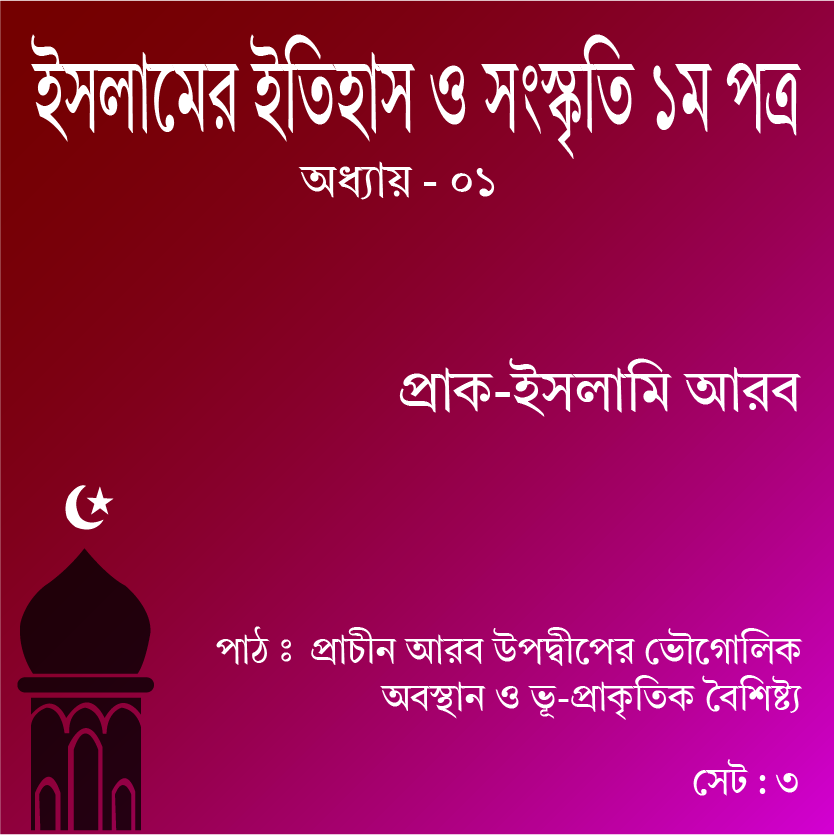 ইসলামের ইতিহাস ও সংস্কৃতি ১ম পত্র
অধ্যায় - ০১
প্রাক-ইসলামি আরব
পাঠ ঃ প্রাচীন আরব উপদ্বীপের ভৌগোলিক
অবস্থান ও ভূ-প্রাকৃতিক বৈশিষ্ট্য
সেট : ৩